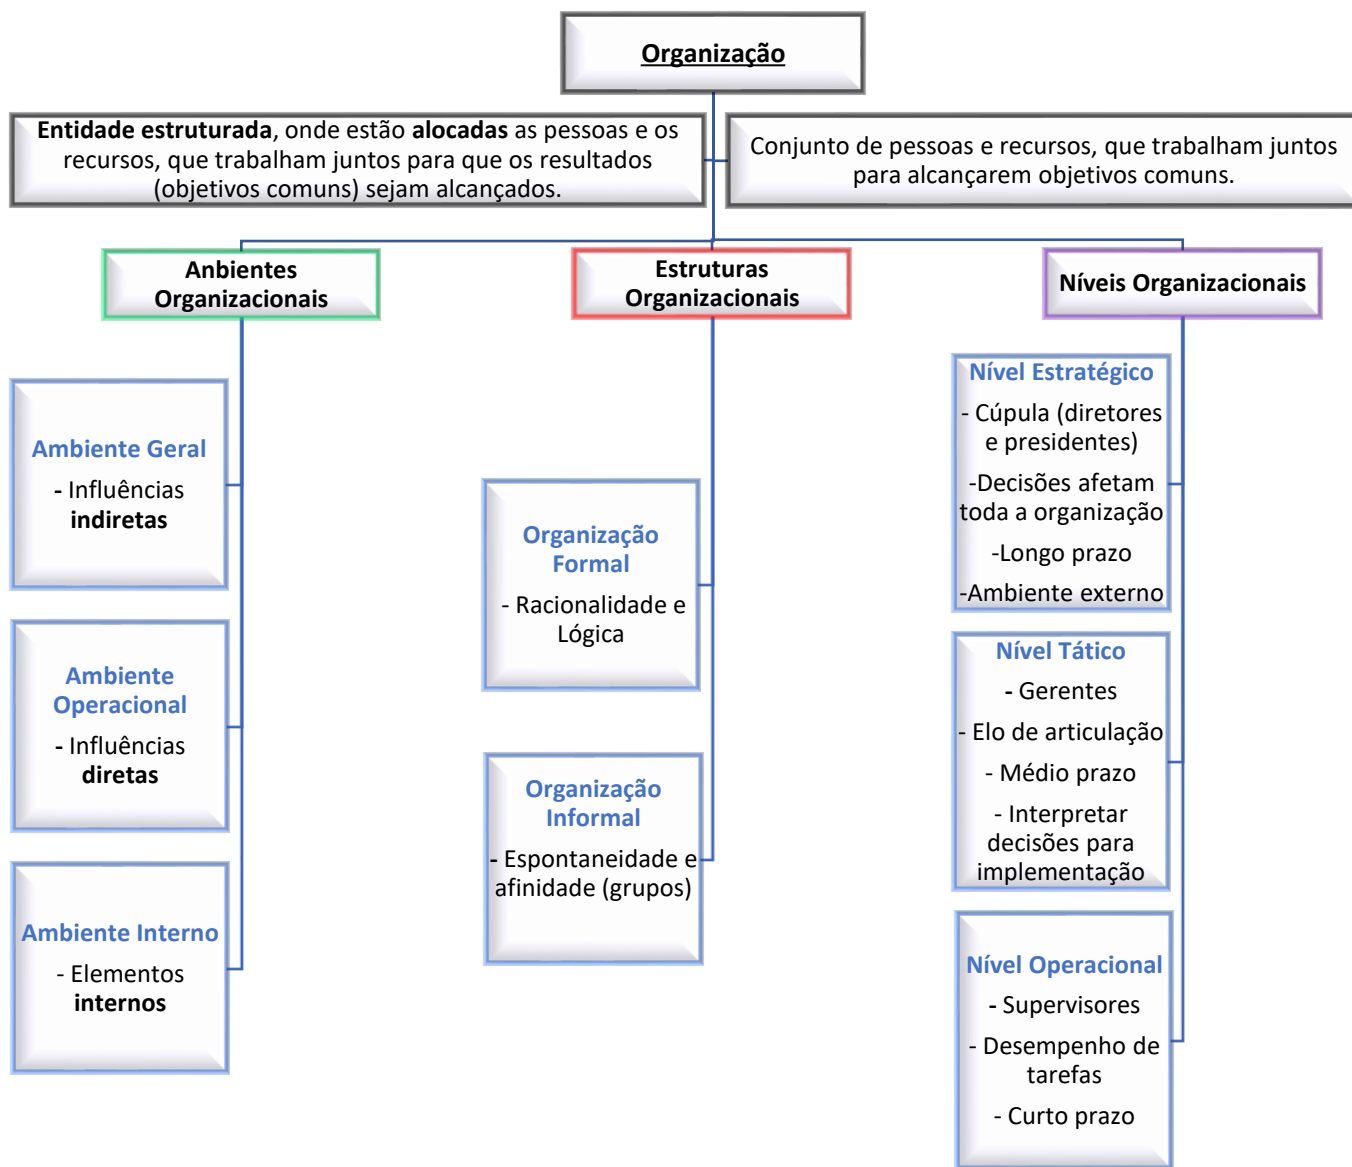 Organização
Entidade estruturada, onde estão alocadas as pessoas e os
recursos, que trabalham juntos para que os resultados
(objetivos comuns) sejam alcançados.
Conjunto de pessoas e recursos, que trabalham juntos
para alcançarem objetivos comuns.
Anbientes
Organizacionais
Ambiente Geral
- Influências
indiretas
Ambiente
Operacional
- Influências
diretas
Ambiente Interno
- Elementos
internos
Estruturas
Organizacionais
Organização
Formal
- Racionalidade e
Lógica
Organização
Informal
- Espontaneidade e
afinidade (grupos)
Níveis Organizacionais
Nível Estratégico
- Cúpula (diretores
e presidentes)
-Decisões afetam
toda a organização
-Longo prazo
-Ambiente externo
Nível Tático
- Gerentes
- Elo de articulação
- Médio prazo
- Interpretar
decisões para
implementação
Nível Operacional
- Supervisores
- Desempenho de
tarefas
- Curto prazo